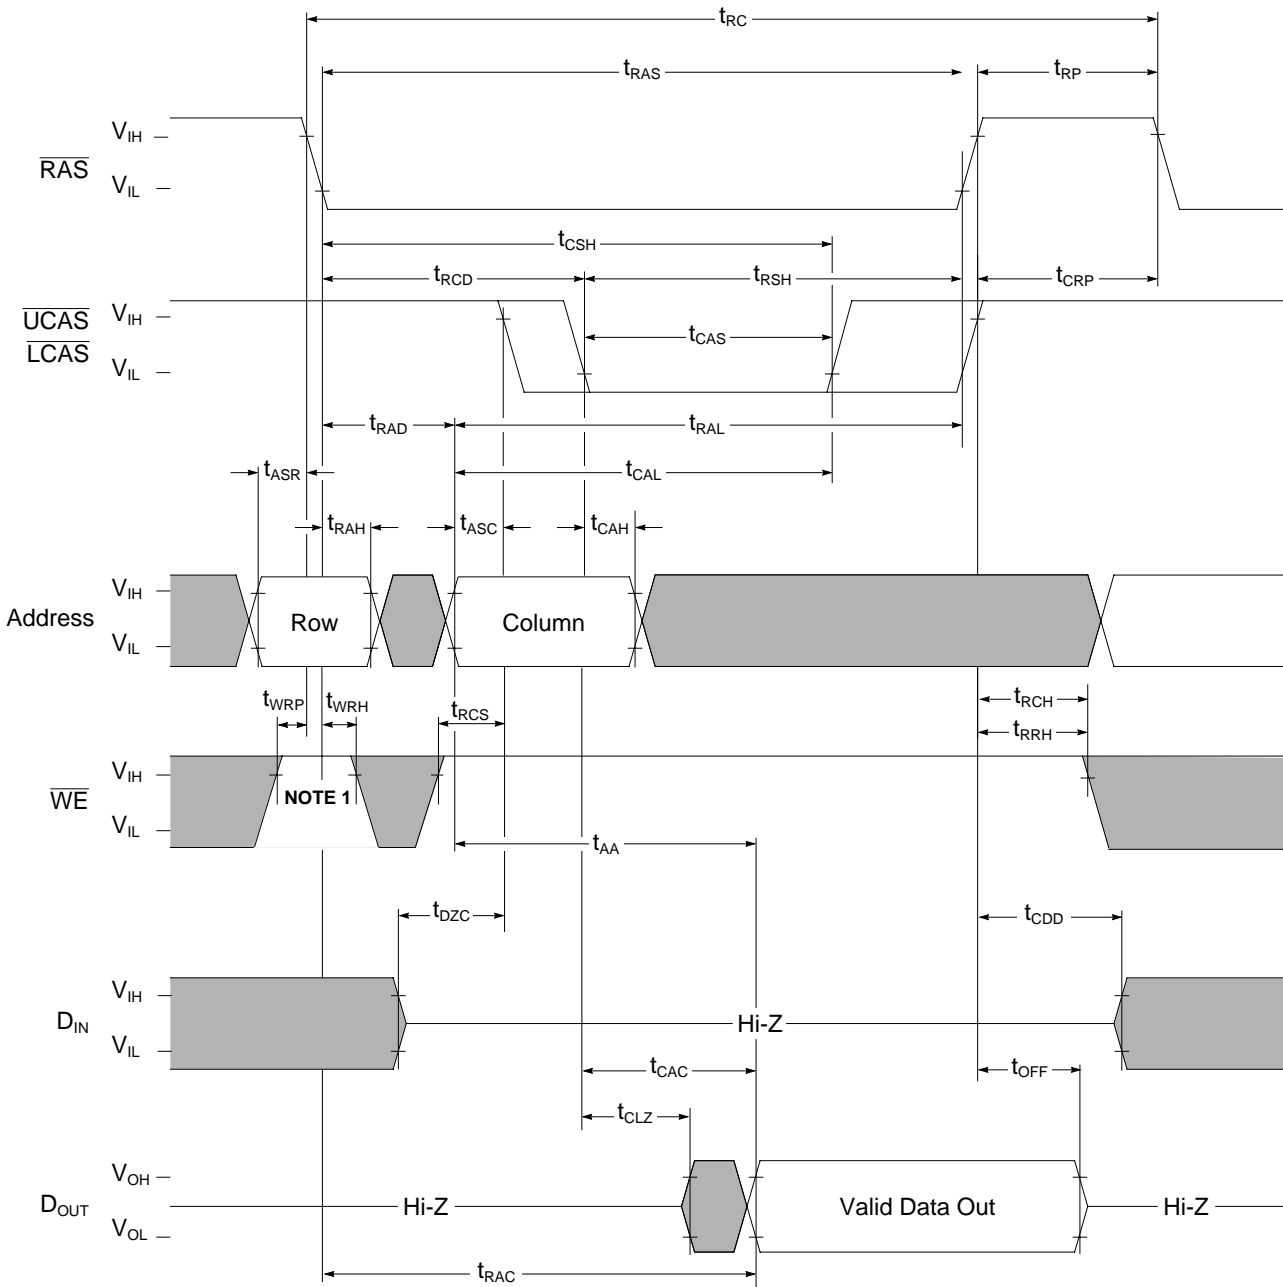 tRC
tRAS
tRP
VIH
RAS
VIL
tCSH
tRCD
tRSH
tCRP
VIH
UCAS
LCAS
tCAS
VIL
tRAD
tRAL
tASR
tCAL
tRAH
tASC
tCAH
VIH
Address
Row
Column
VIL
tWRP
tWRH
tRCS
tRCH
tRRH
VIH
WE
NOTE 1
VIL
tAA
tDZC
tCDD
VIH
DIN
Hi-Z
VIL
tCAC
tOFF
tCLZ
VOH
DOUT
Hi-Z
Valid Data Out
Hi-Z
VOL
tRAC